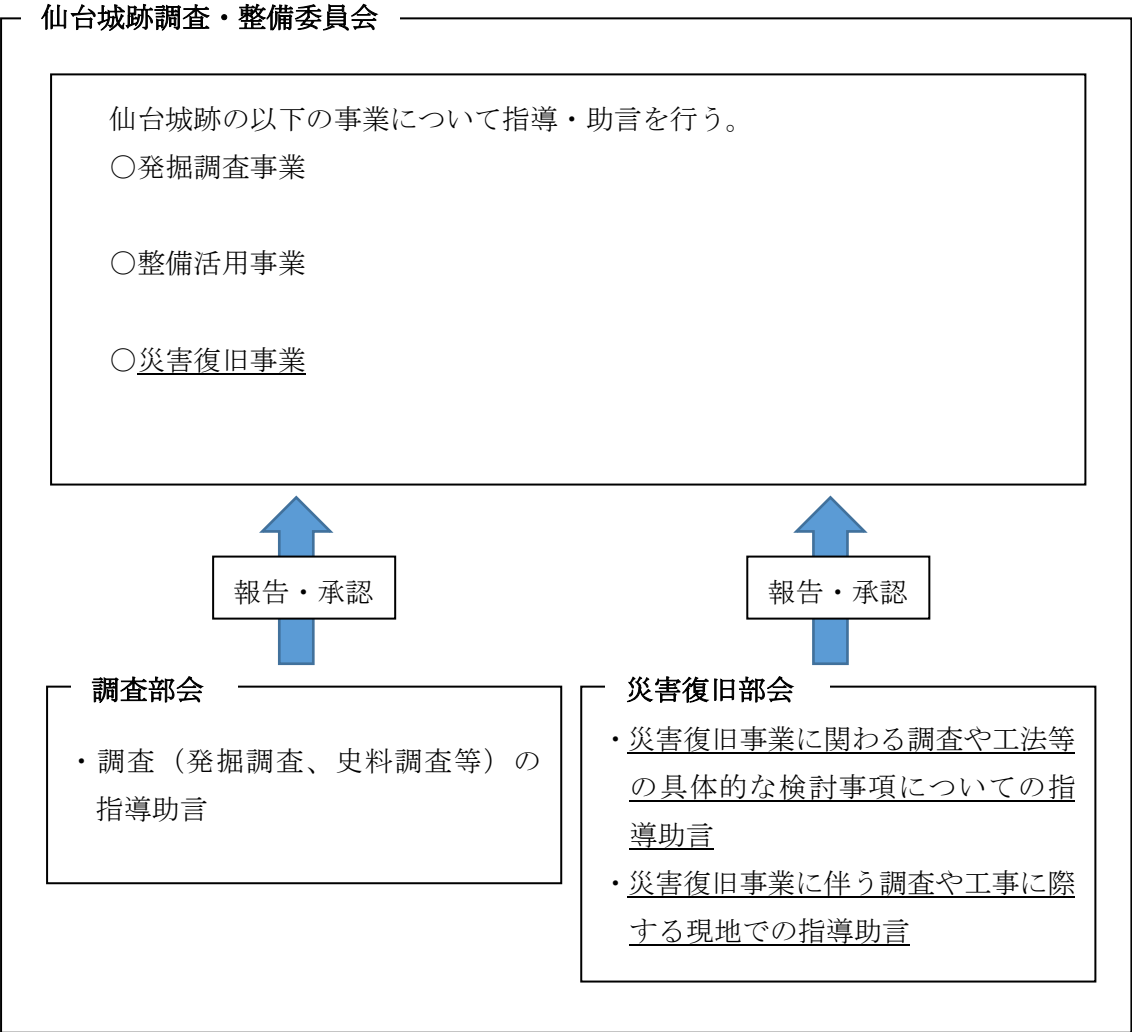 仙台城跡調査・整備委員会
仙台城跡の以下の事業について指導・助言を行う。
○発掘調査事業
○整備活用事業
○災害復旧事業
報告・承認
報告・承認
調査部会
・調査（発掘調査、史料調査等）の
指導助言
災害復旧部会
・災害復旧事業に関わる調査や工法等
の具体的な検討事項についての指
導助言
・災害復旧事業に伴う調査や工事に際
する現地での指導助言